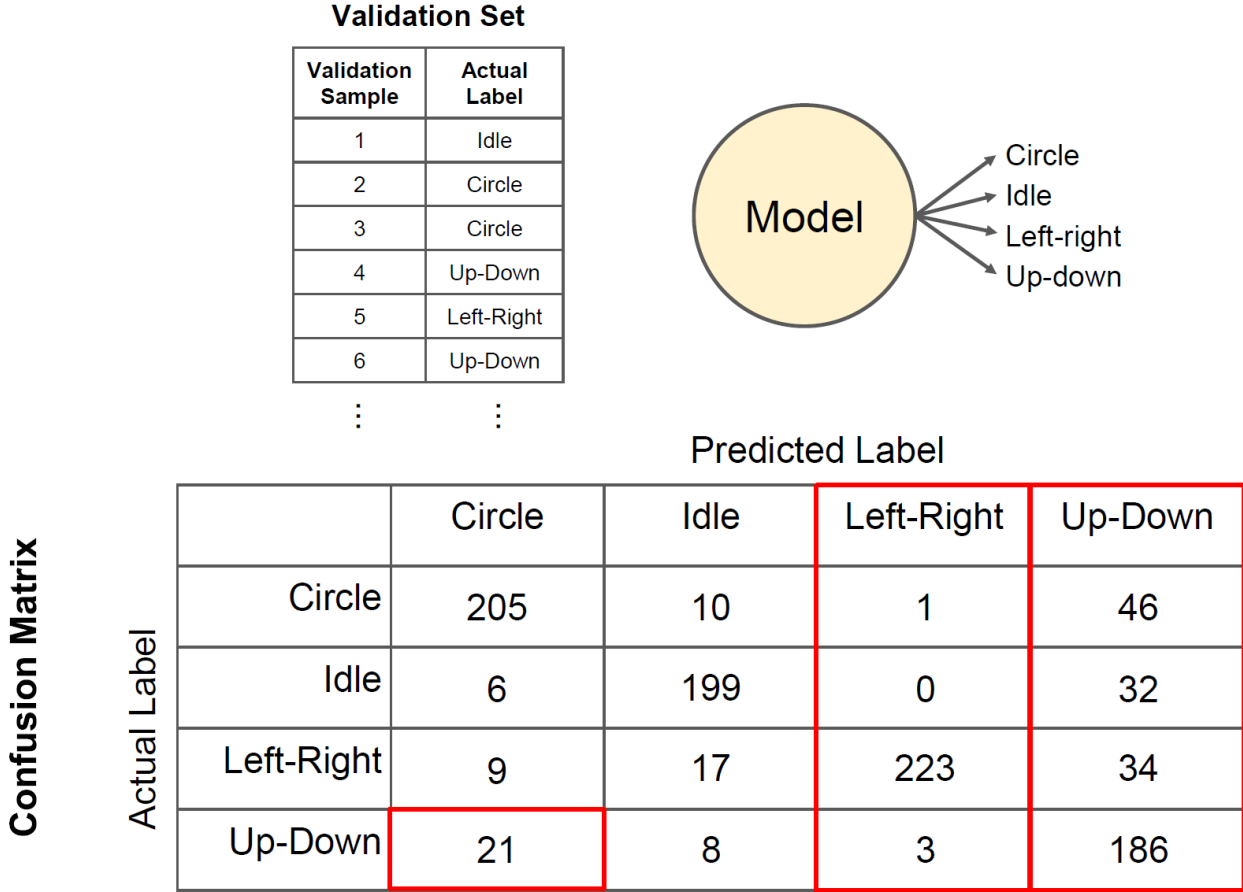 Validation Set
Validation Sample Actual Label
1 Idle
2 Circle
3 Circle
4 Up-Down
5 Left-Right
6 Up-Down
⋮ ⋮
Model
Circle
Idle
Left-right
Up-down
Confusion Matrix
Predicted Label
Actual Label
Circle Idle Left-Right Up-Down
Circle 205 10 1 46
Idle 6 199 0 32
Left-Right 9 17 223 34
Up-Down 21 8 3 186